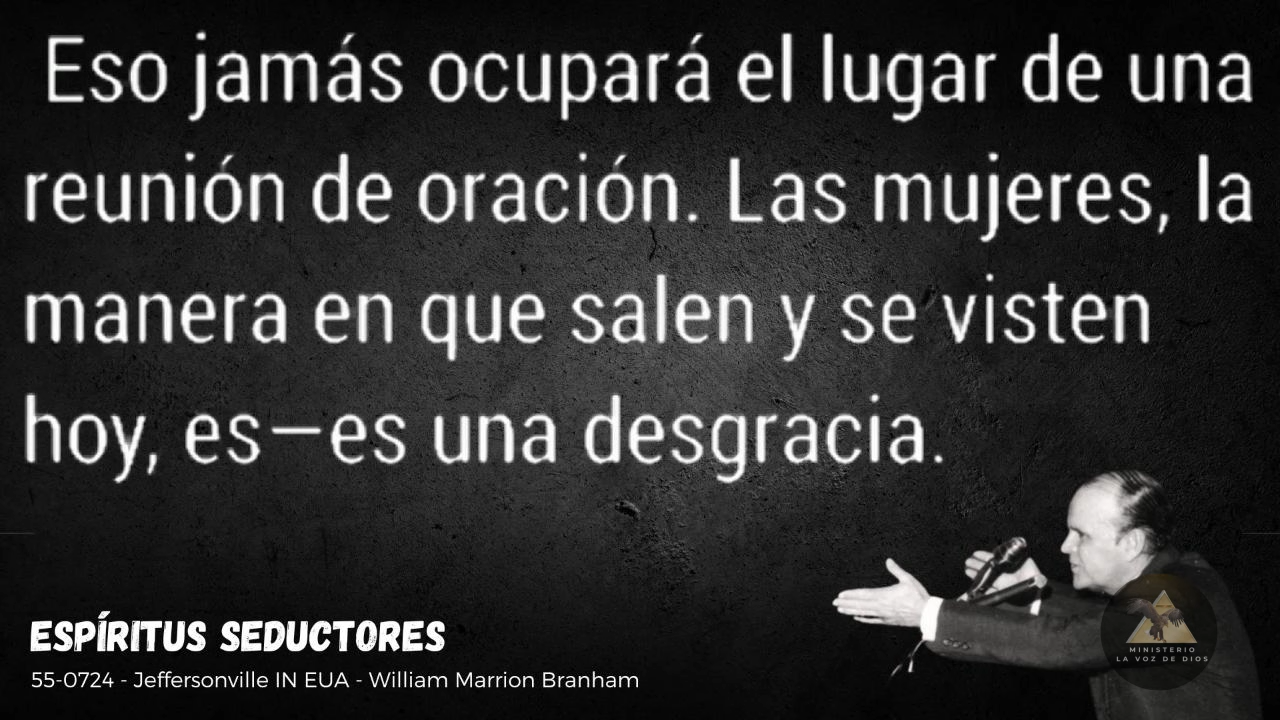 Eso jamás ocupará el lugar de una
reunión de oración. Las mujeres, la
manera en que salen y se visten
hoy, es—es una desgracia.
ESPÍRITUS SEDUCTORES
55-0724 - Jeffersonville IN EUA - William Marrion Branham
MINISTERIO
LA VOZ DE DIOS